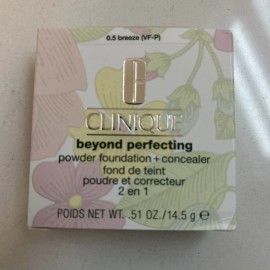 0.5 breeze (VF-P)
CLINIQUE
beyond perfecting
powder foundation + concealer
fond de teint
poudre et correcteur
2 en 1
POIDS NET WT. .51 OZ./14.5 g ℮